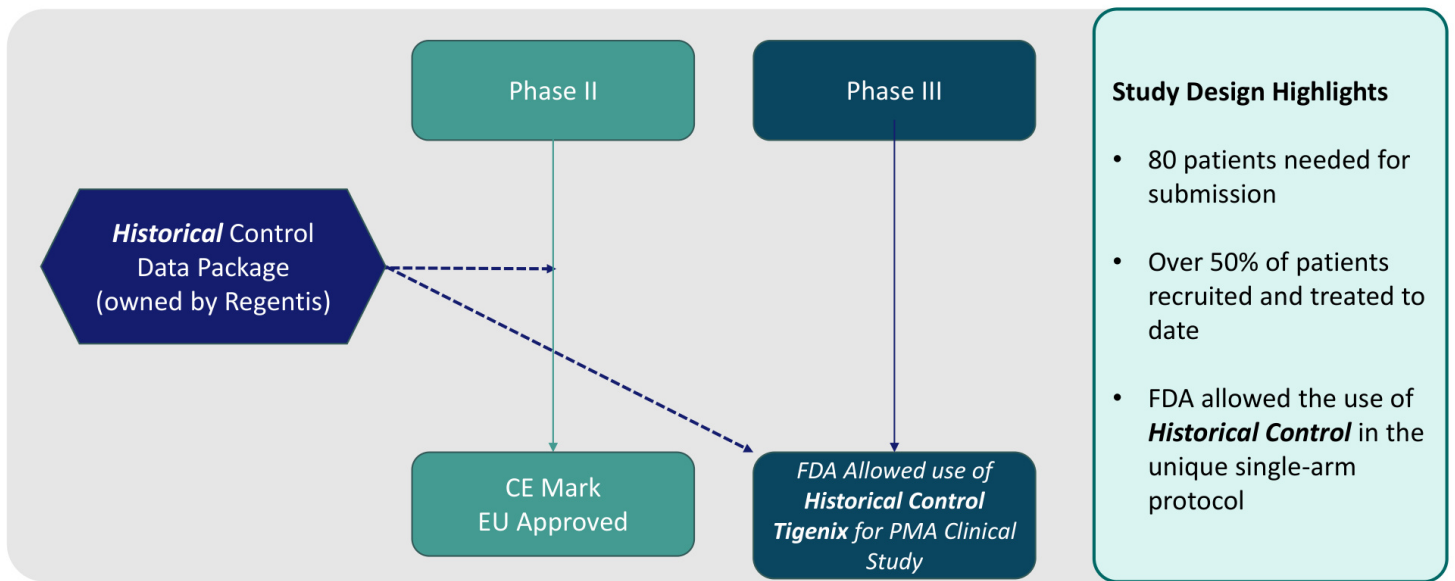 Phase II
Phase III
Historical Control
Data Package
(owned by Regentis)
CE Mark
EU Approved
FDA Allowed use of
Historical Control
Tigenix for PMA Clinical
Study
Study Design Highlights
• 80 patients needed for
submission
• Over 50% of patients
recruited and treated to
date
• FDA allowed the use of
Historical Control in the
unique single-arm
protocol